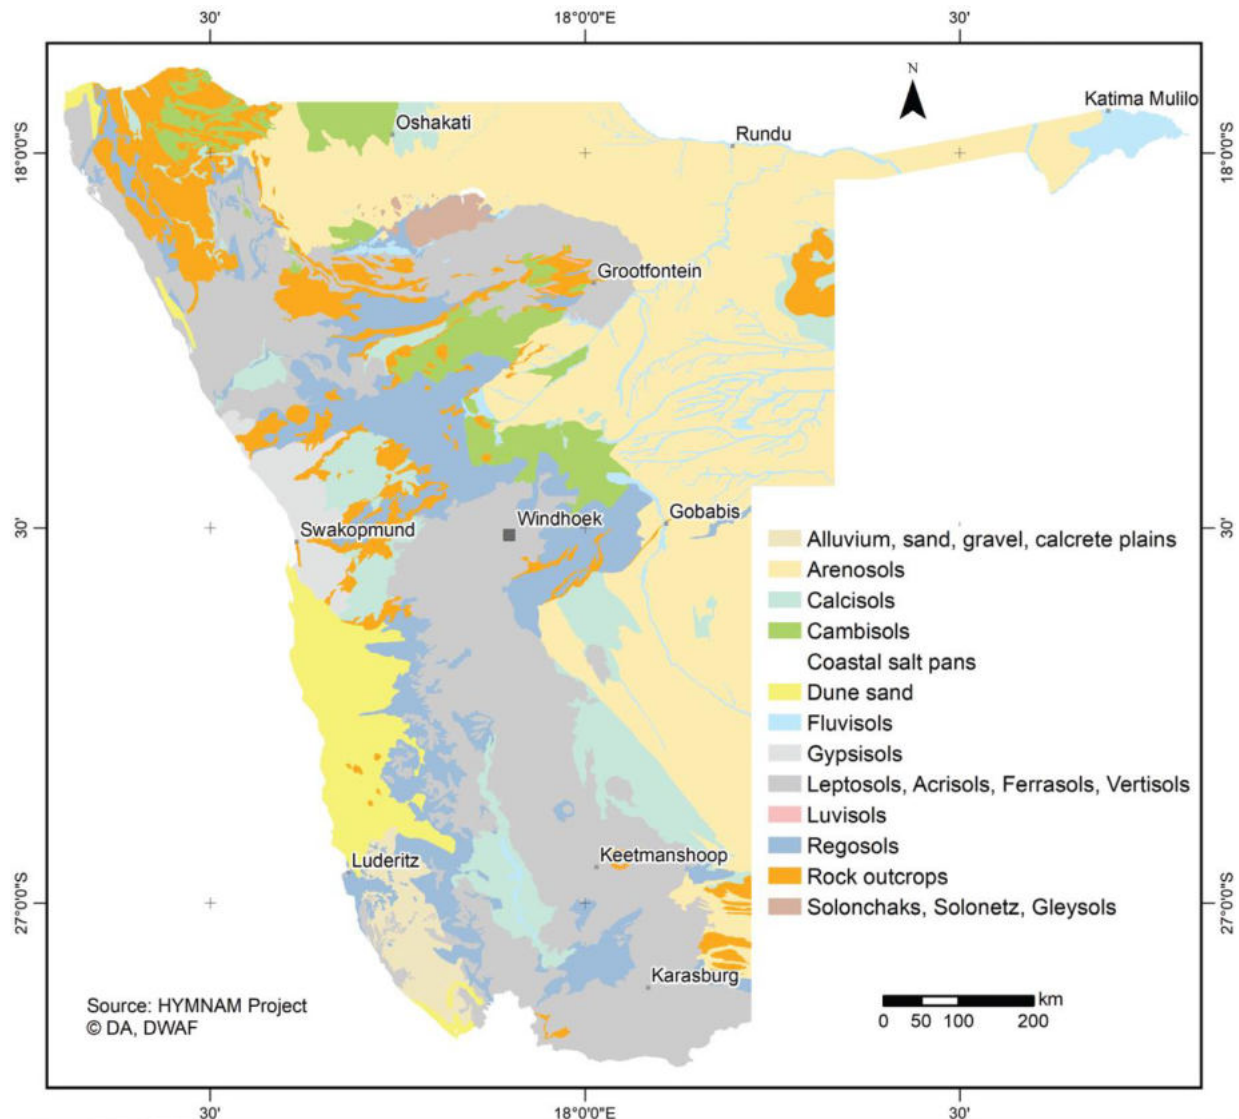 30'
18°0'0"E
30'
N
Katima Mulilo
Oshakati
Rundu
18°0'0"S
18°0'0"S
Grootfontein
Windhoek
Gobabis
Swakopmund
30'
30'
Alluvium, sand, gravel, calcrete plains
Arenosols
Calcisols
Cambisols
Coastal salt pans
Dune sand
Fluvisols
Gypsisols
Leptosols, Acrisols, Ferrasols, Vertisols
Luvisols
Regosols
Rock outcrops
Solonchaks, Solonetz, Gleysols
Luderitz
Keetmanshoop
27°0'0"S
27°0'0"S
Karasburg
Source: HYMNAM Project
© DA, DWAF
km
0 50 100 200
30'
18°0'0"E
30'